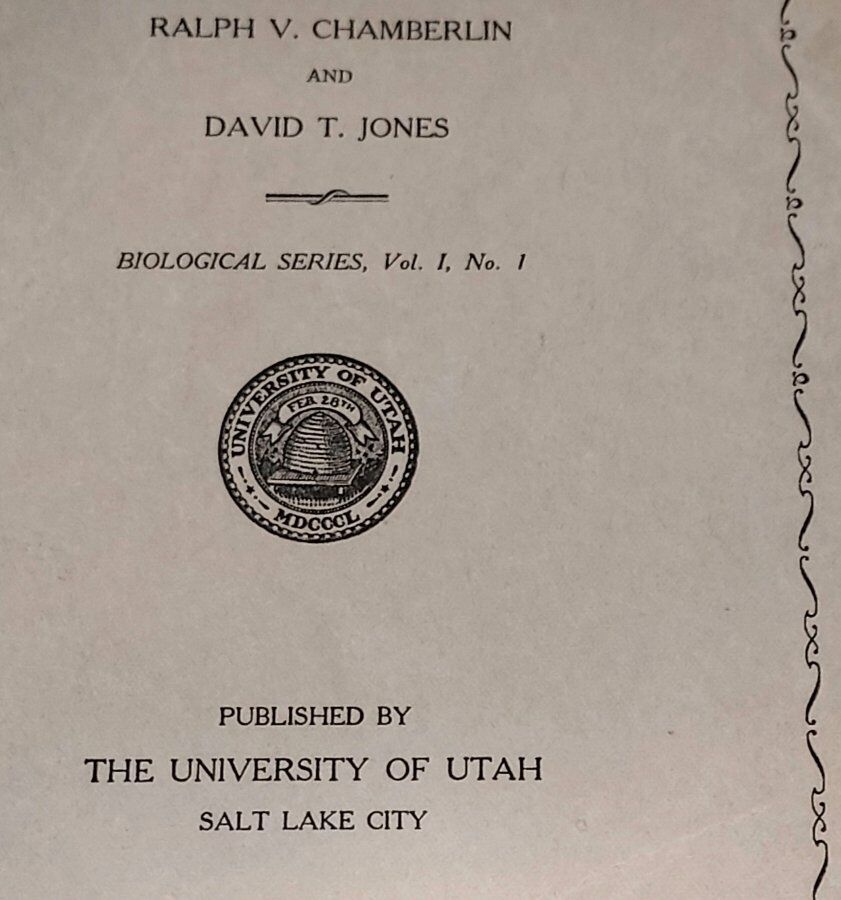 RALPH V. CHAMBERLIN
AND
DAVID T. JONES
BIOLOGICAL SERIES, Vol. I, No. 1
UNIVERSITY OF UTAH
FEB. 28TH
MDCCCL
PUBLISHED BY
THE UNIVERSITY OF UTAH
SALT LAKE CITY